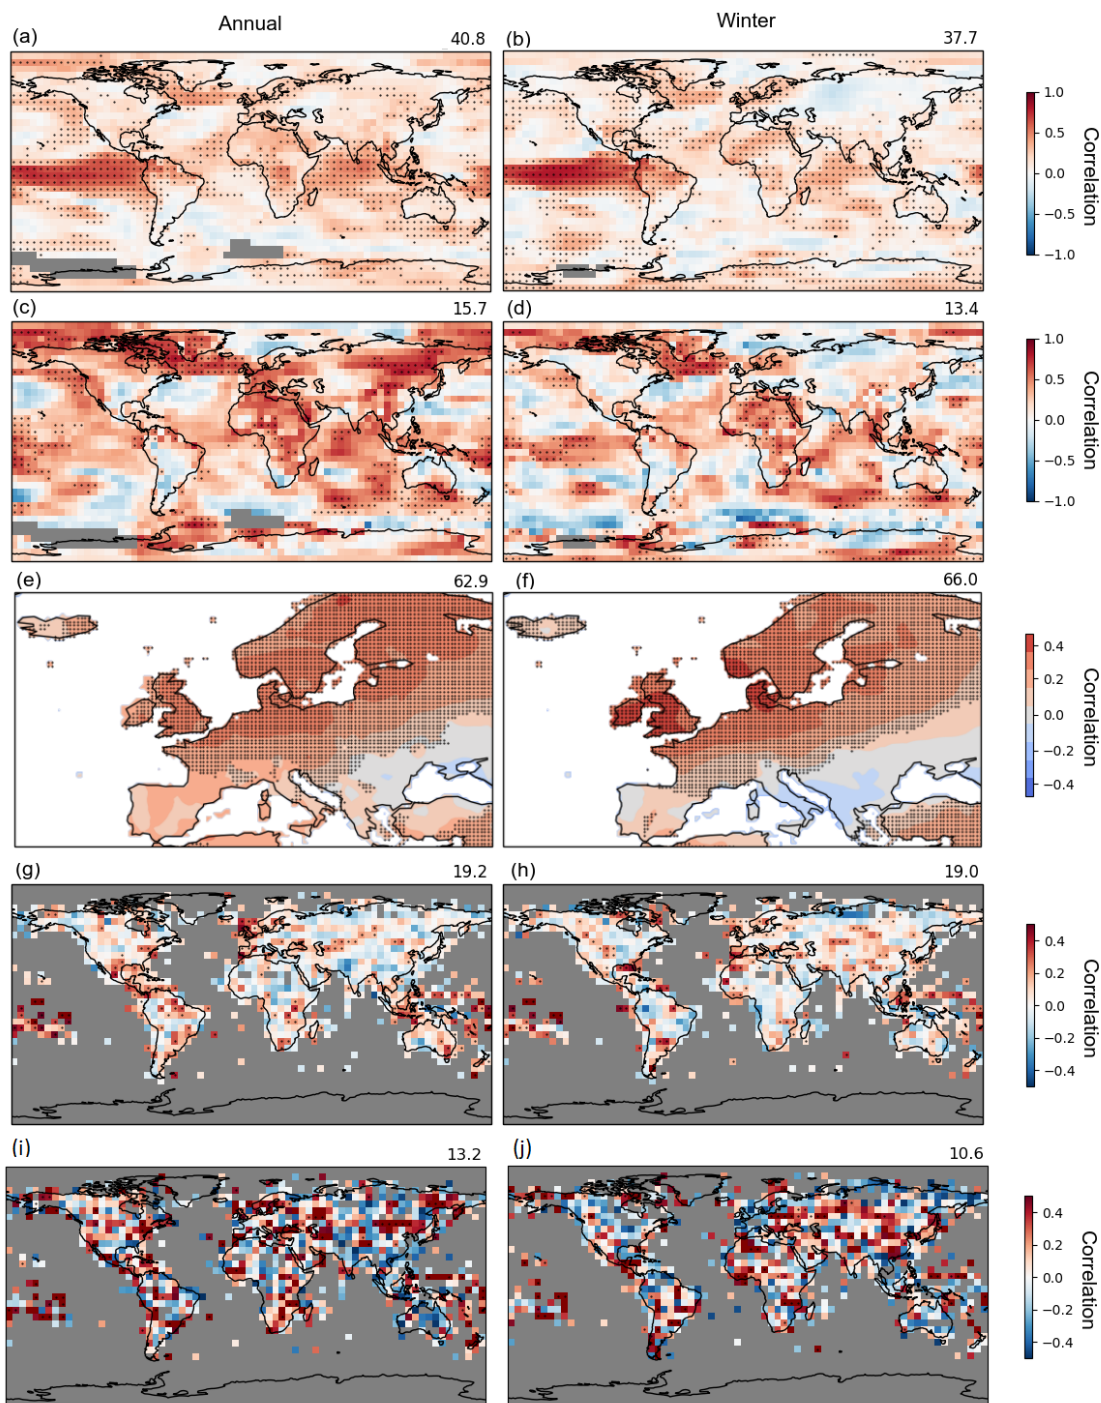 Annual Winter
(a) 40.8 (b) 37.7
1.0
0.5
0.0
−0.5
−1.0
Correlation
(c) 15.7 (d) 13.4
1.0
0.5
0.0
−0.5
−1.0
Correlation
(e) 62.9 (f) 66.0
0.4
0.2
0.0
−0.2
−0.4
Correlation
(g) 19.2 (h) 19.0
0.4
0.2
0.0
−0.2
−0.4
Correlation
(i) 13.2 (j) 10.6
0.4
0.2
0.0
−0.2
−0.4
Correlation